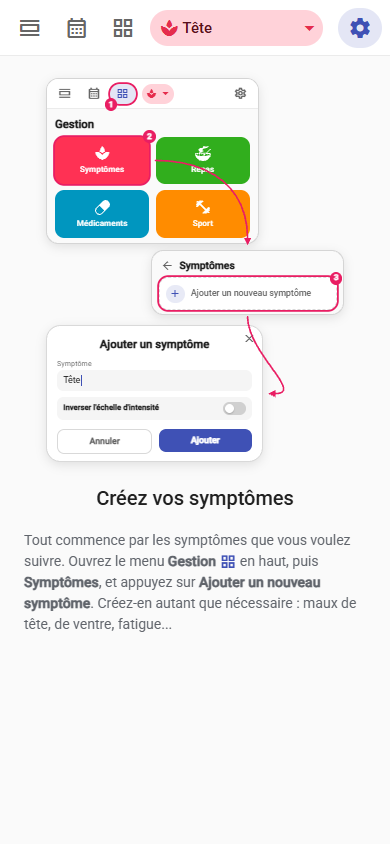 Tête
1
Gestion
2
Symptômes
Repas
Médicaments
Sport
Symptômes
3
Ajouter un nouveau symptôme
Ajouter un symptôme
Symptôme
Tête
Inverser l'échelle d'intensité
Annuler
Ajouter
Créez vos symptômes
Tout commence par les symptômes que vous voulez
suivre. Ouvrez le menu Gestion en haut, puis
Symptômes, et appuyez sur Ajouter un nouveau
symptôme. Créez-en autant que nécessaire : maux de
tête, de ventre, fatigue...